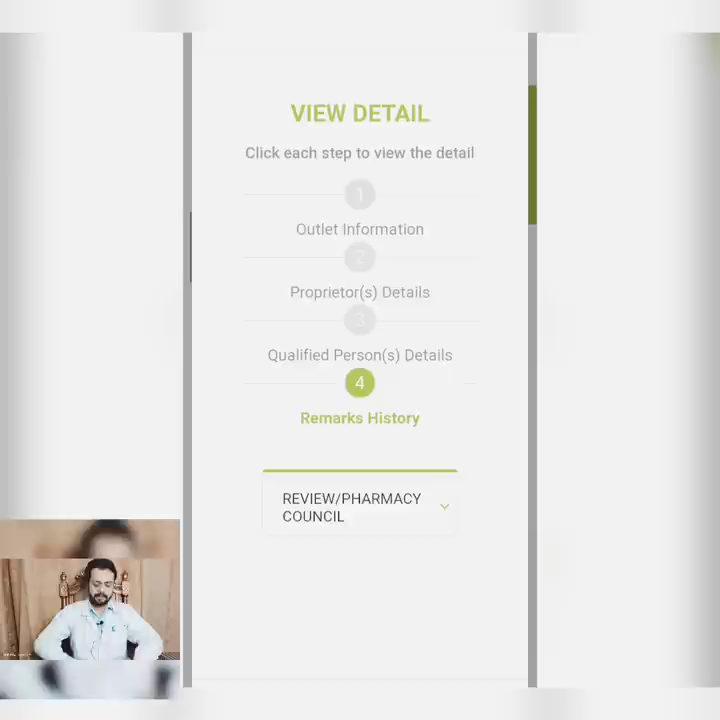 VIEW DETAIL
Click each step to view the detail
1
Outlet Information
2
Proprietor(s) Details
3
Qualified Person(s) Details
4
Remarks History
REVIEW/PHARMACY
COUNCIL